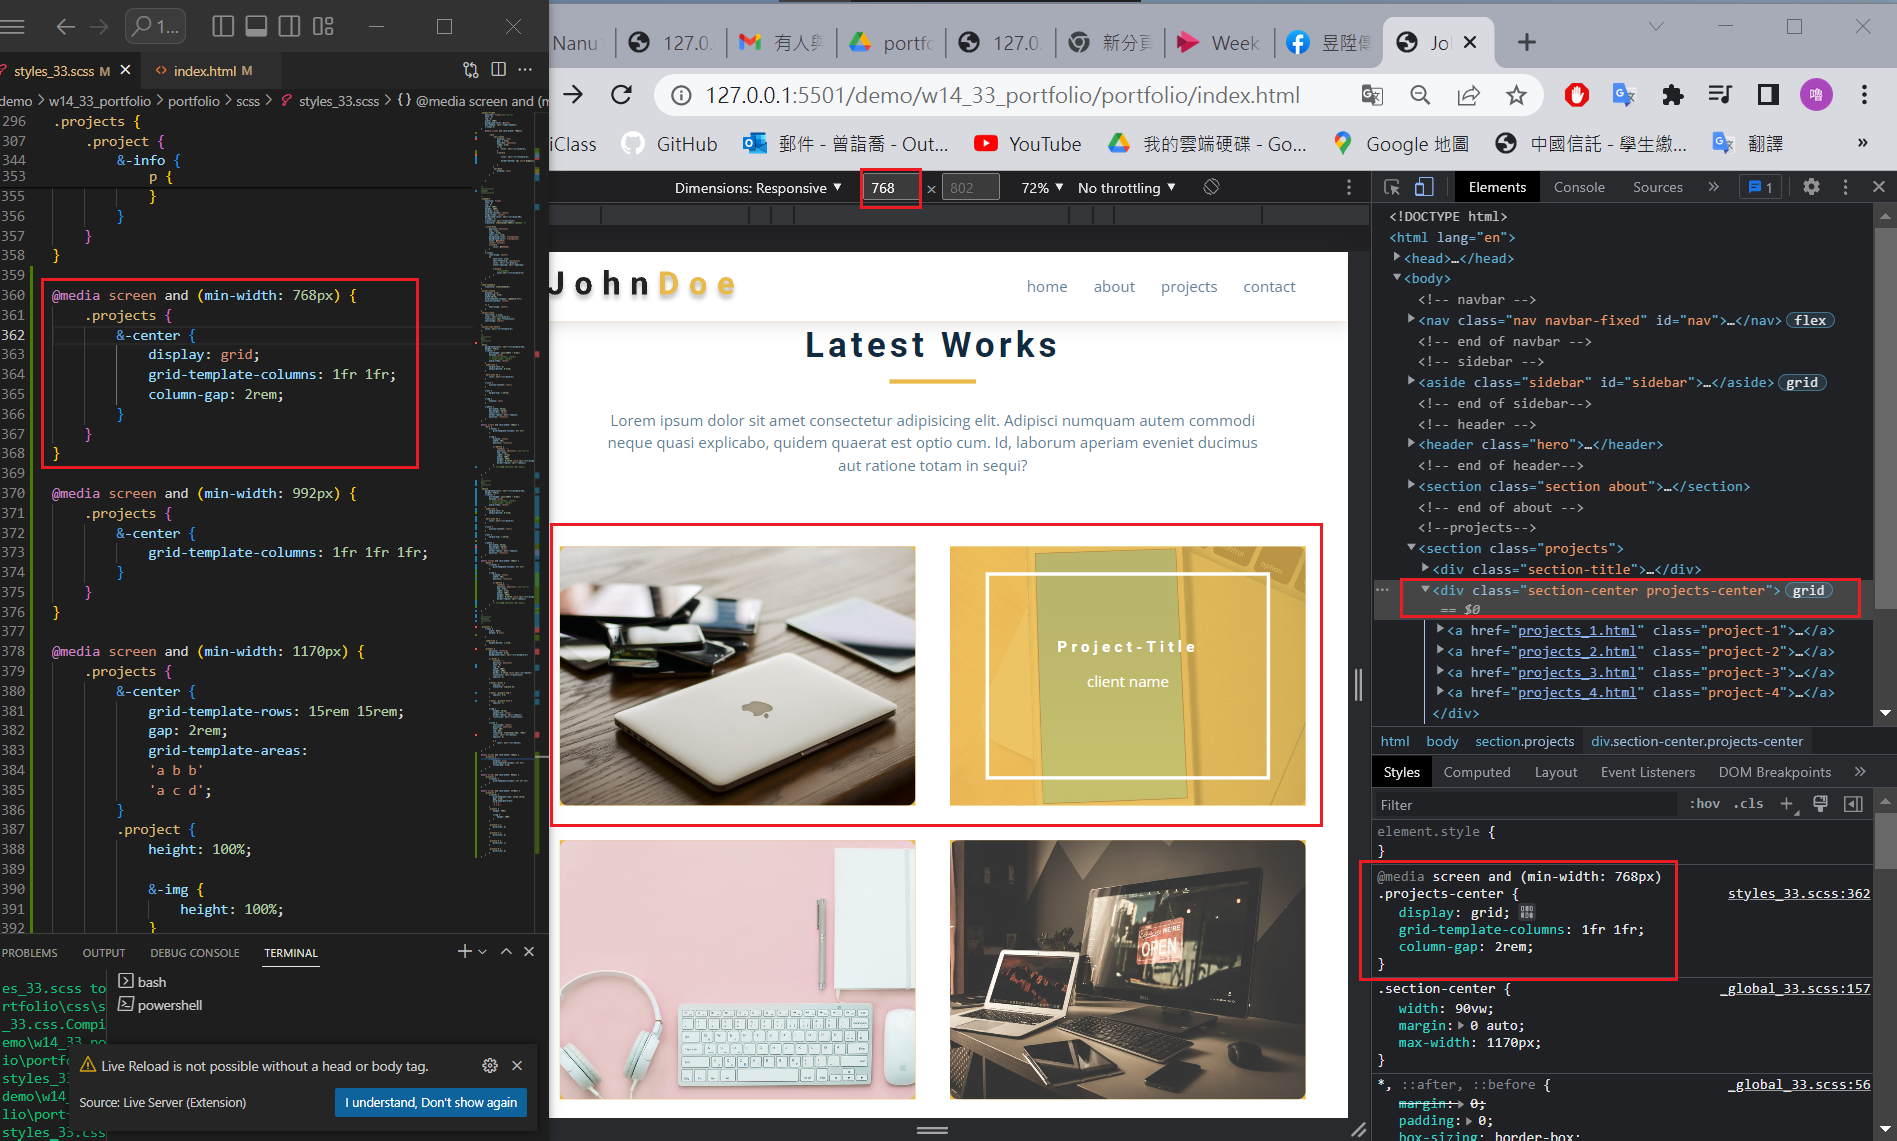 1...
styles_33.scss M
index.html M
demo > w14_33_portfolio > portfolio > scss > styles_33.scss > {} @media screen and (m
296 .projects {
307 .project {
344 &-info {
353 p {
355 }
356 }
357 }
358 }
359
360 @media screen and (min-width: 768px) {
361 .projects {
362 &-center {
363 display: grid;
364 grid-template-columns: 1fr 1fr;
365 column-gap: 2rem;
366 }
367 }
368 }
369
370 @media screen and (min-width: 992px) {
371 .projects {
372 &-center {
373 grid-template-columns: 1fr 1fr 1fr;
374 }
375 }
376 }
377
378 @media screen and (min-width: 1170px) {
379 .projects {
380 &-center {
381 grid-template-rows: 15rem 15rem;
382 gap: 2rem;
383 grid-template-areas:
384 'a b b'
385 'a c d';
386 }
387 .project {
388 height: 100%;
389
390 &-img {
391 height: 100%;
392 }
PROBLEMS OUTPUT DEBUG CONSOLE TERMINAL
es_33.scss to
rtfolio\css\s
_33.css.Compi
emo\w14_33_po
io\portf
styles_33
demo\w14_
lio\port
styles_33.css
bash
powershell
Live Reload is not possible without a head or body tag.
Source: Live Server (Extension)
I understand, Don't show again
Nanu
127.0.
有人與
portfo
127.0.
新分頁
Week
昱陞傳
Jo
127.0.0.1:5501/demo/w14_33_portfolio/portfolio/index.html
嚕
iClass GitHub 郵件 - 曾詣喬 - Out... YouTube 我的雲端硬碟 - Go... Google 地圖 中國信託 - 學生繳... 翻譯 »
Dimensions: Responsive ▼ 768 × 802 72% ▼ No throttling ▼
JohnDoe
home about projects contact
Latest Works
Lorem ipsum dolor sit amet consectetur adipisicing elit. Adipisci numquam autem commodi
neque quasi explicabo, quidem quaerat est optio cum. Id, laborum aperiam eveniet ducimus
aut ratione totam in sequi?
control
option
Project-Title
client name
WE'RE
OPEN
Elements Console Sources » 1
<!DOCTYPE html>
<html lang="en">
<head>…</head>
<body>
<!-- navbar -->
<nav class="nav navbar-fixed" id="nav">…</nav> flex
<!-- end of navbar -->
<!-- sidebar -->
<aside class="sidebar" id="sidebar">…</aside> grid
<!-- end of sidebar-->
<!-- header -->
<header class="hero">…</header>
<!-- end of header-->
<section class="section about">…</section>
<!-- end of about -->
<!--projects-->
<section class="projects">
<div class="section-title">…</div>
<div class="section-center projects-center"> grid
== $0
<a href="projects_1.html" class="project-1">…</a>
<a href="projects_2.html" class="project-2">…</a>
<a href="projects_3.html" class="project-3">…</a>
<a href="projects_4.html" class="project-4">…</a>
</div>
html body section.projects div.section-center.projects-center
Styles Computed Layout Event Listeners DOM Breakpoints »
Filter :hov .cls +
element.style {
}
@media screen and (min-width: 768px)
.projects-center { styles_33.scss:362
display: grid;
grid-template-columns: 1fr 1fr;
column-gap: 2rem;
}
.section-center { _global_33.scss:157
width: 90vw;
margin: 0 auto;
max-width: 1170px;
}
*, ::after, ::before { _global_33.scss:56
margin: 0;
padding: 0;
box-sizing: border-box;